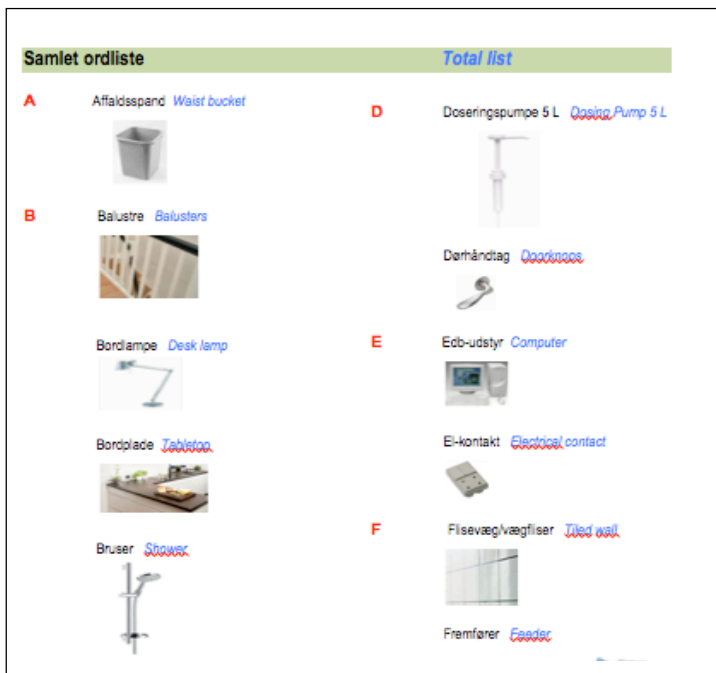 Samlet ordliste Total list
A Affaldsspand Waist bucket
B Balustre Balusters
Bordlampe Desk lamp
Bordplade Tabletop
Bruser Shower
D Doseringspumpe 5 L Dosing Pump 5 L
Dørhåndtag Doorknops
E Edb-udstyr Computer
El-kontakt Electrical contact
F Flisevæg/vægfliser Tiled wall
Fremfører Feeder